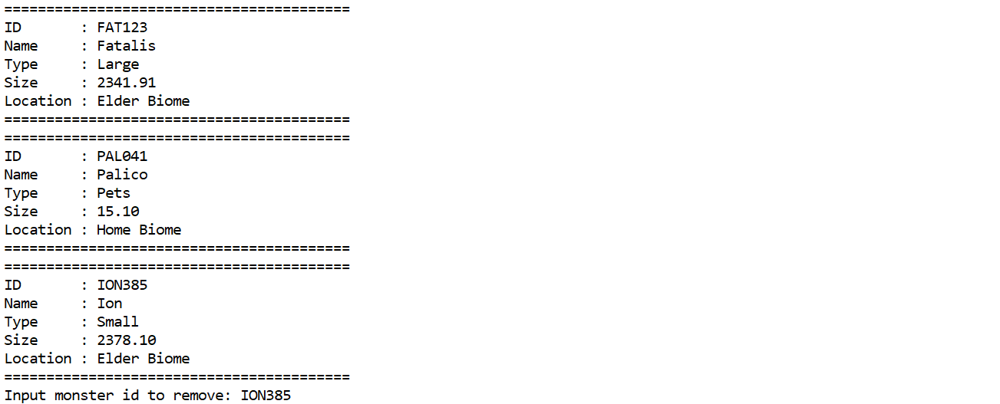 =========================================
ID       : FAT123
Name     : Fatalis
Type     : Large
Size     : 2341.91
Location : Elder Biome
=========================================
=========================================
ID       : PAL041
Name     : Palico
Type     : Pets
Size     : 15.10
Location : Home Biome
=========================================
=========================================
ID       : ION385
Name     : Ion
Type     : Small
Size     : 2378.10
Location : Elder Biome
=========================================
Input monster id to remove: ION385